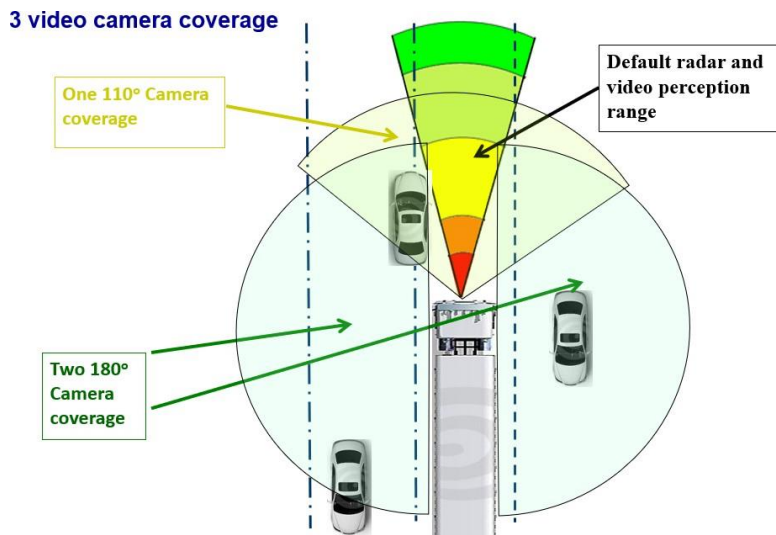 3 video camera coverage
One 110° Camera
coverage
Default radar and
video perception
range
Two 180°
Camera
coverage